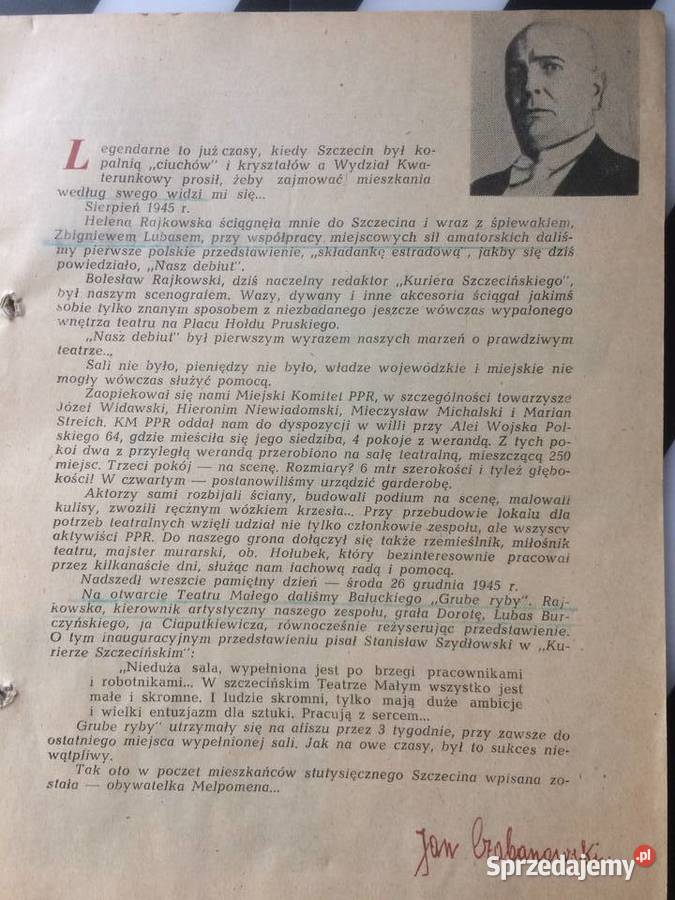 Legendarne to już czasy, kiedy Szczecin był ko-
palnią „ciuchów" i kryształów a Wydział Kwa-
terunkowy prosił, żeby zajmować mieszkania
według swego widzi mi się...
Sierpień 1945 r.
Helena Rajkowska ściągnęła mnie do Szczecina i wraz z śpiewakiem,
Zbigniewem Lubasem, przy współpracy miejscowych sił amatorskich daliś-
my pierwsze polskie przedstawienie, „składankę estradową", jakby się dziś
powiedziało, „Nasz debiut".
Bolesław Rajkowski, dziś naczelny redaktor „Kuriera Szczecińskiego",
był naszym scenografem. Wazy, dywany i inne akcesoria ściągał jakimś
sobie tylko znanym sposobem z niezbadanego jeszcze wówczas wypalonego
wnętrza teatru na Placu Hołdu Pruskiego.
„Nasz debiut" był pierwszym wyrazem naszych marzeń o prawdziwym
teatrze...
Sali nie było, pieniędzy nie było, władze wojewódzkie i miejskie nie
mogły wówczas służyć pomocą.
Zaopiekował się nami Miejski Komitet PPR, w szczególności towarzysze
Józef Widawski, Hieronim Niewiadomski, Mieczysław Michalski i Marian
Streich. KM PPR oddał nam do dyspozycji w willi przy Alei Wojska Pol-
skiego 64, gdzie mieściła się jego siedziba, 4 pokoje z werandą. Z tych po-
koi dwa z przyległą werandą przerobiono na salę teatralną, mieszczącą 250
miejsc. Trzeci pokój — na scenę. Rozmiary? 6 mtr szerokości i tyleż głębo-
kości! W czwartym — postanowiliśmy urządzić garderobę.
Aktorzy sami rozbijali ściany, budowali podium na scenę, malowali
kulisy, zwozili ręcznym wózkiem krzesła... Przy przebudowie lokalu dla
potrzeb teatralnych wzięli udział nie tylko członkowie zespołu, ale wszyscy
aktywiści PPR. Do naszego grona dołączył się także rzemieślnik, miłośnik
teatru, majster murarski, ob. Hołubek, który bezinteresownie pracował
przez kilkanaście dni, służąc nam fachową radą i pomocą.
Nadszedł wreszcie pamiętny dzień — środa 26 grudnia 1945 r.
Na otwarcie Teatru Małego daliśmy Bałuckiego „Grube ryby". Raj-
kowska, kierownik artystyczny naszego zespołu, grała Dorotę, Lubas Bur-
czyńskiego, ja Ciaputkiewicza, równocześnie reżyserując przedstawienie.
O tym inauguracyjnym przedstawieniu pisał Stanisław Szydłowski w „Ku-
rierze Szczecińskim":
„Nieduża sala, wypełniona jest po brzegi pracownikami
i robotnikami... W szczecińskim Teatrze Małym wszystko jest
małe i skromne. I ludzie skromni, tylko mają duże ambicje
i wielki entuzjazm dla sztuki. Pracują z sercem...
Grube ryby" utrzymały się na afiszu przez 3 tygodnie, przy zawsze do
ostatniego miejsca wypełnionej sali. Jak na owe czasy, był to sukces nie-
wątpliwy.
Tak oto w poczet mieszkańców stutysięcznego Szczecina wpisana zo-
stała — obywatelka Melpomena...
Jan Czabanowski
Sprzedajemy.pl